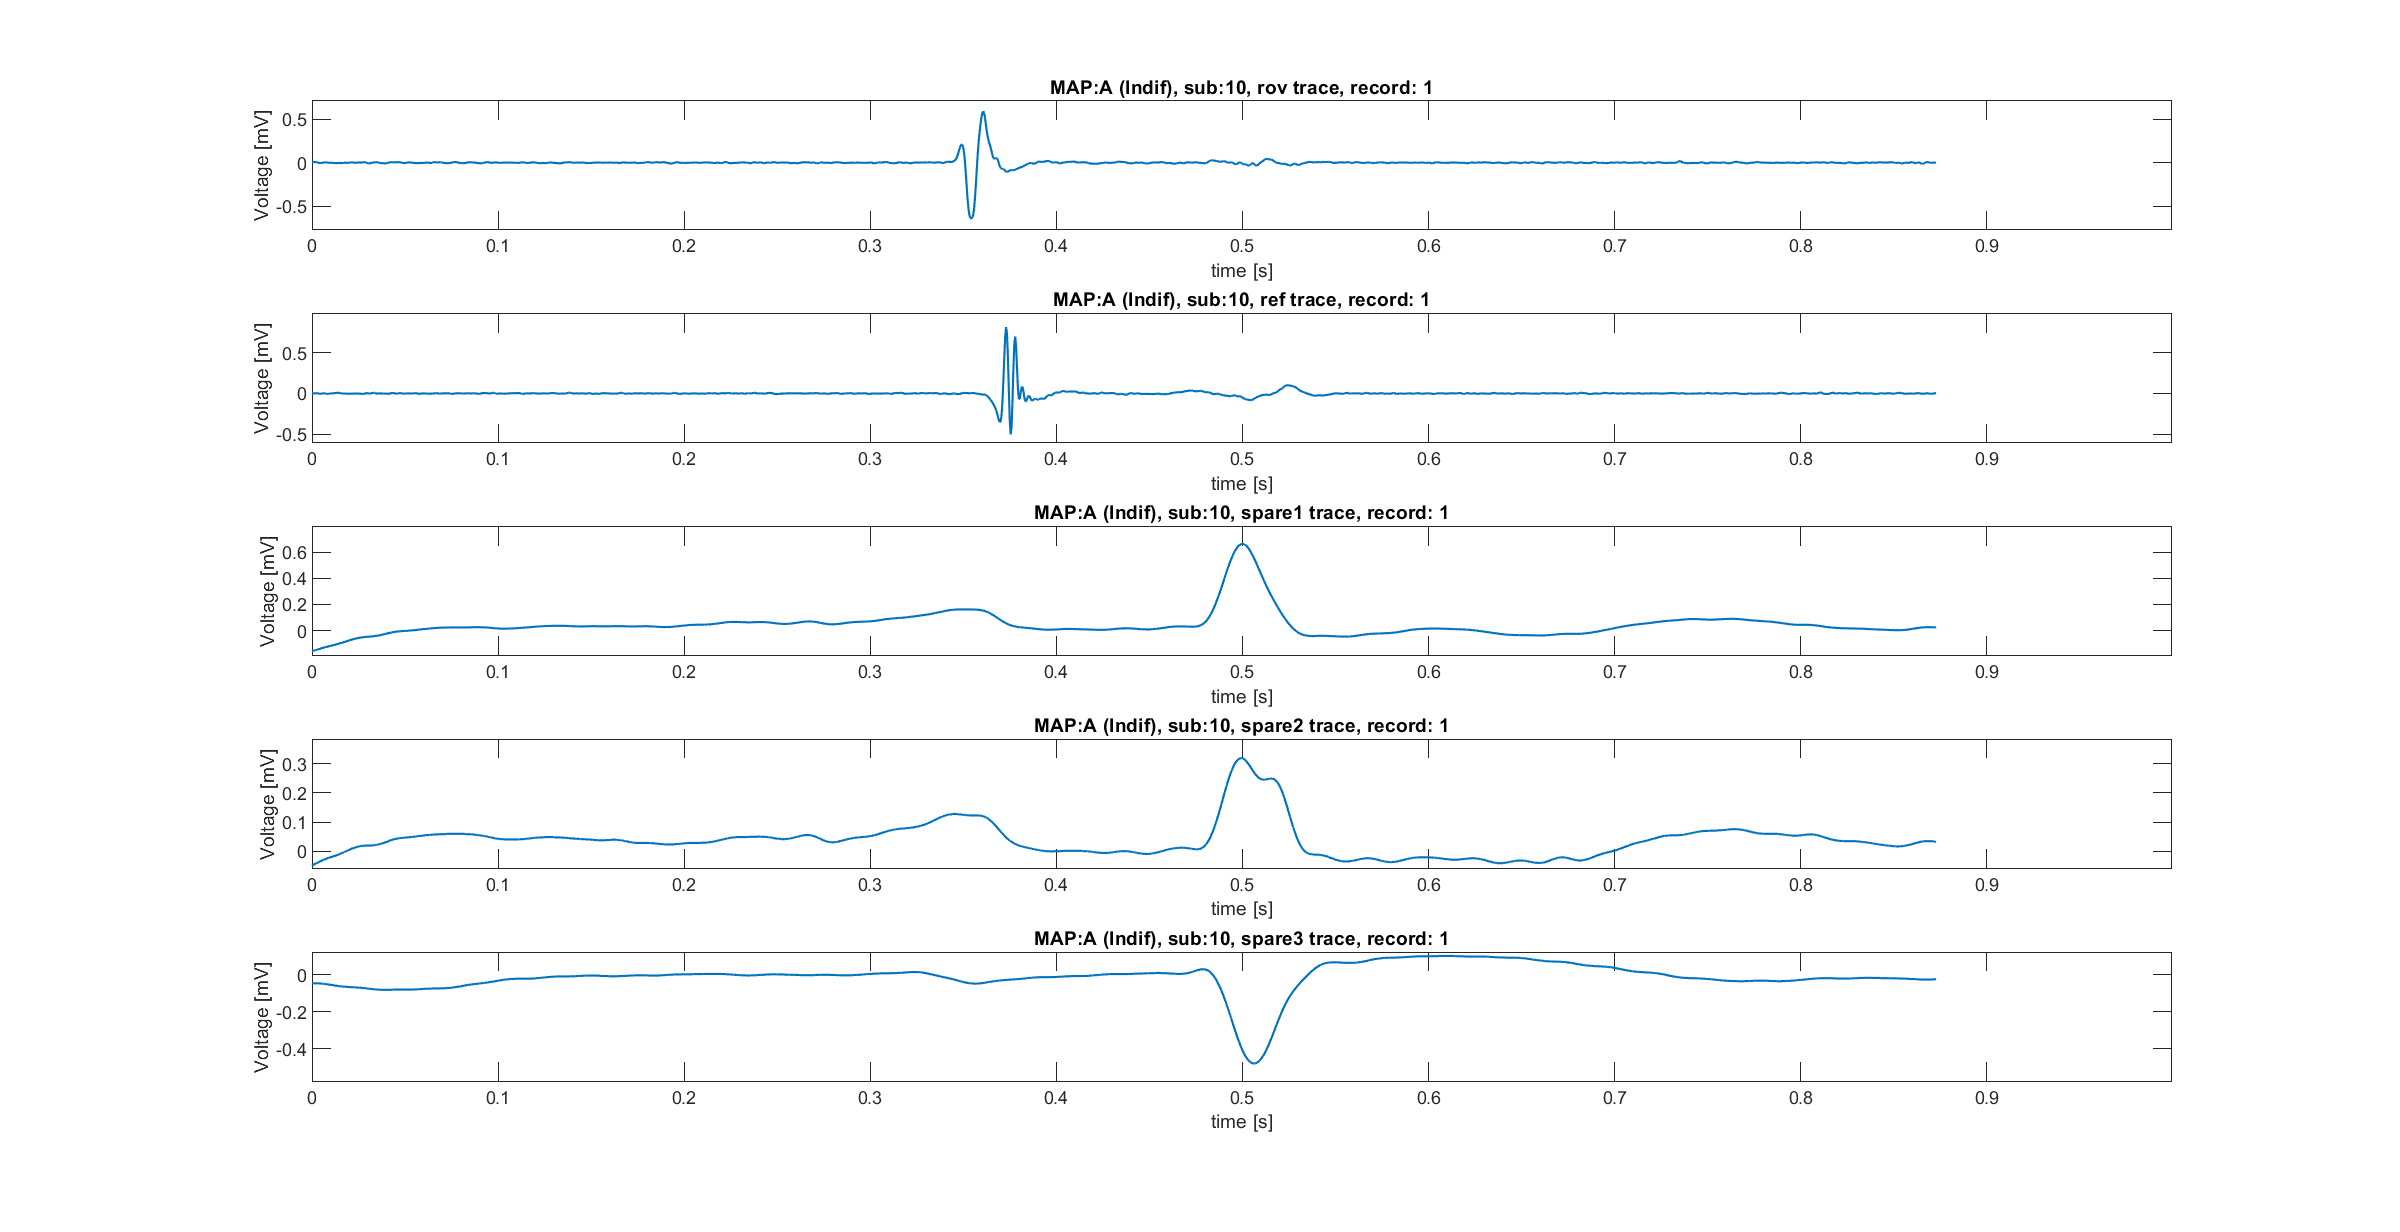 MAP:A (Indif), sub:10, rov trace, record: 1
Voltage [mV]
0.5
0
-0.5
0 0.1 0.2 0.3 0.4 0.5 0.6 0.7 0.8 0.9
time [s]
MAP:A (Indif), sub:10, ref trace, record: 1
Voltage [mV]
0.5
0
-0.5
0 0.1 0.2 0.3 0.4 0.5 0.6 0.7 0.8 0.9
time [s]
MAP:A (Indif), sub:10, spare1 trace, record: 1
Voltage [mV]
0.6
0.4
0.2
0
0 0.1 0.2 0.3 0.4 0.5 0.6 0.7 0.8 0.9
time [s]
MAP:A (Indif), sub:10, spare2 trace, record: 1
Voltage [mV]
0.3
0.2
0.1
0
0 0.1 0.2 0.3 0.4 0.5 0.6 0.7 0.8 0.9
time [s]
MAP:A (Indif), sub:10, spare3 trace, record: 1
Voltage [mV]
0
-0.2
-0.4
0 0.1 0.2 0.3 0.4 0.5 0.6 0.7 0.8 0.9
time [s]